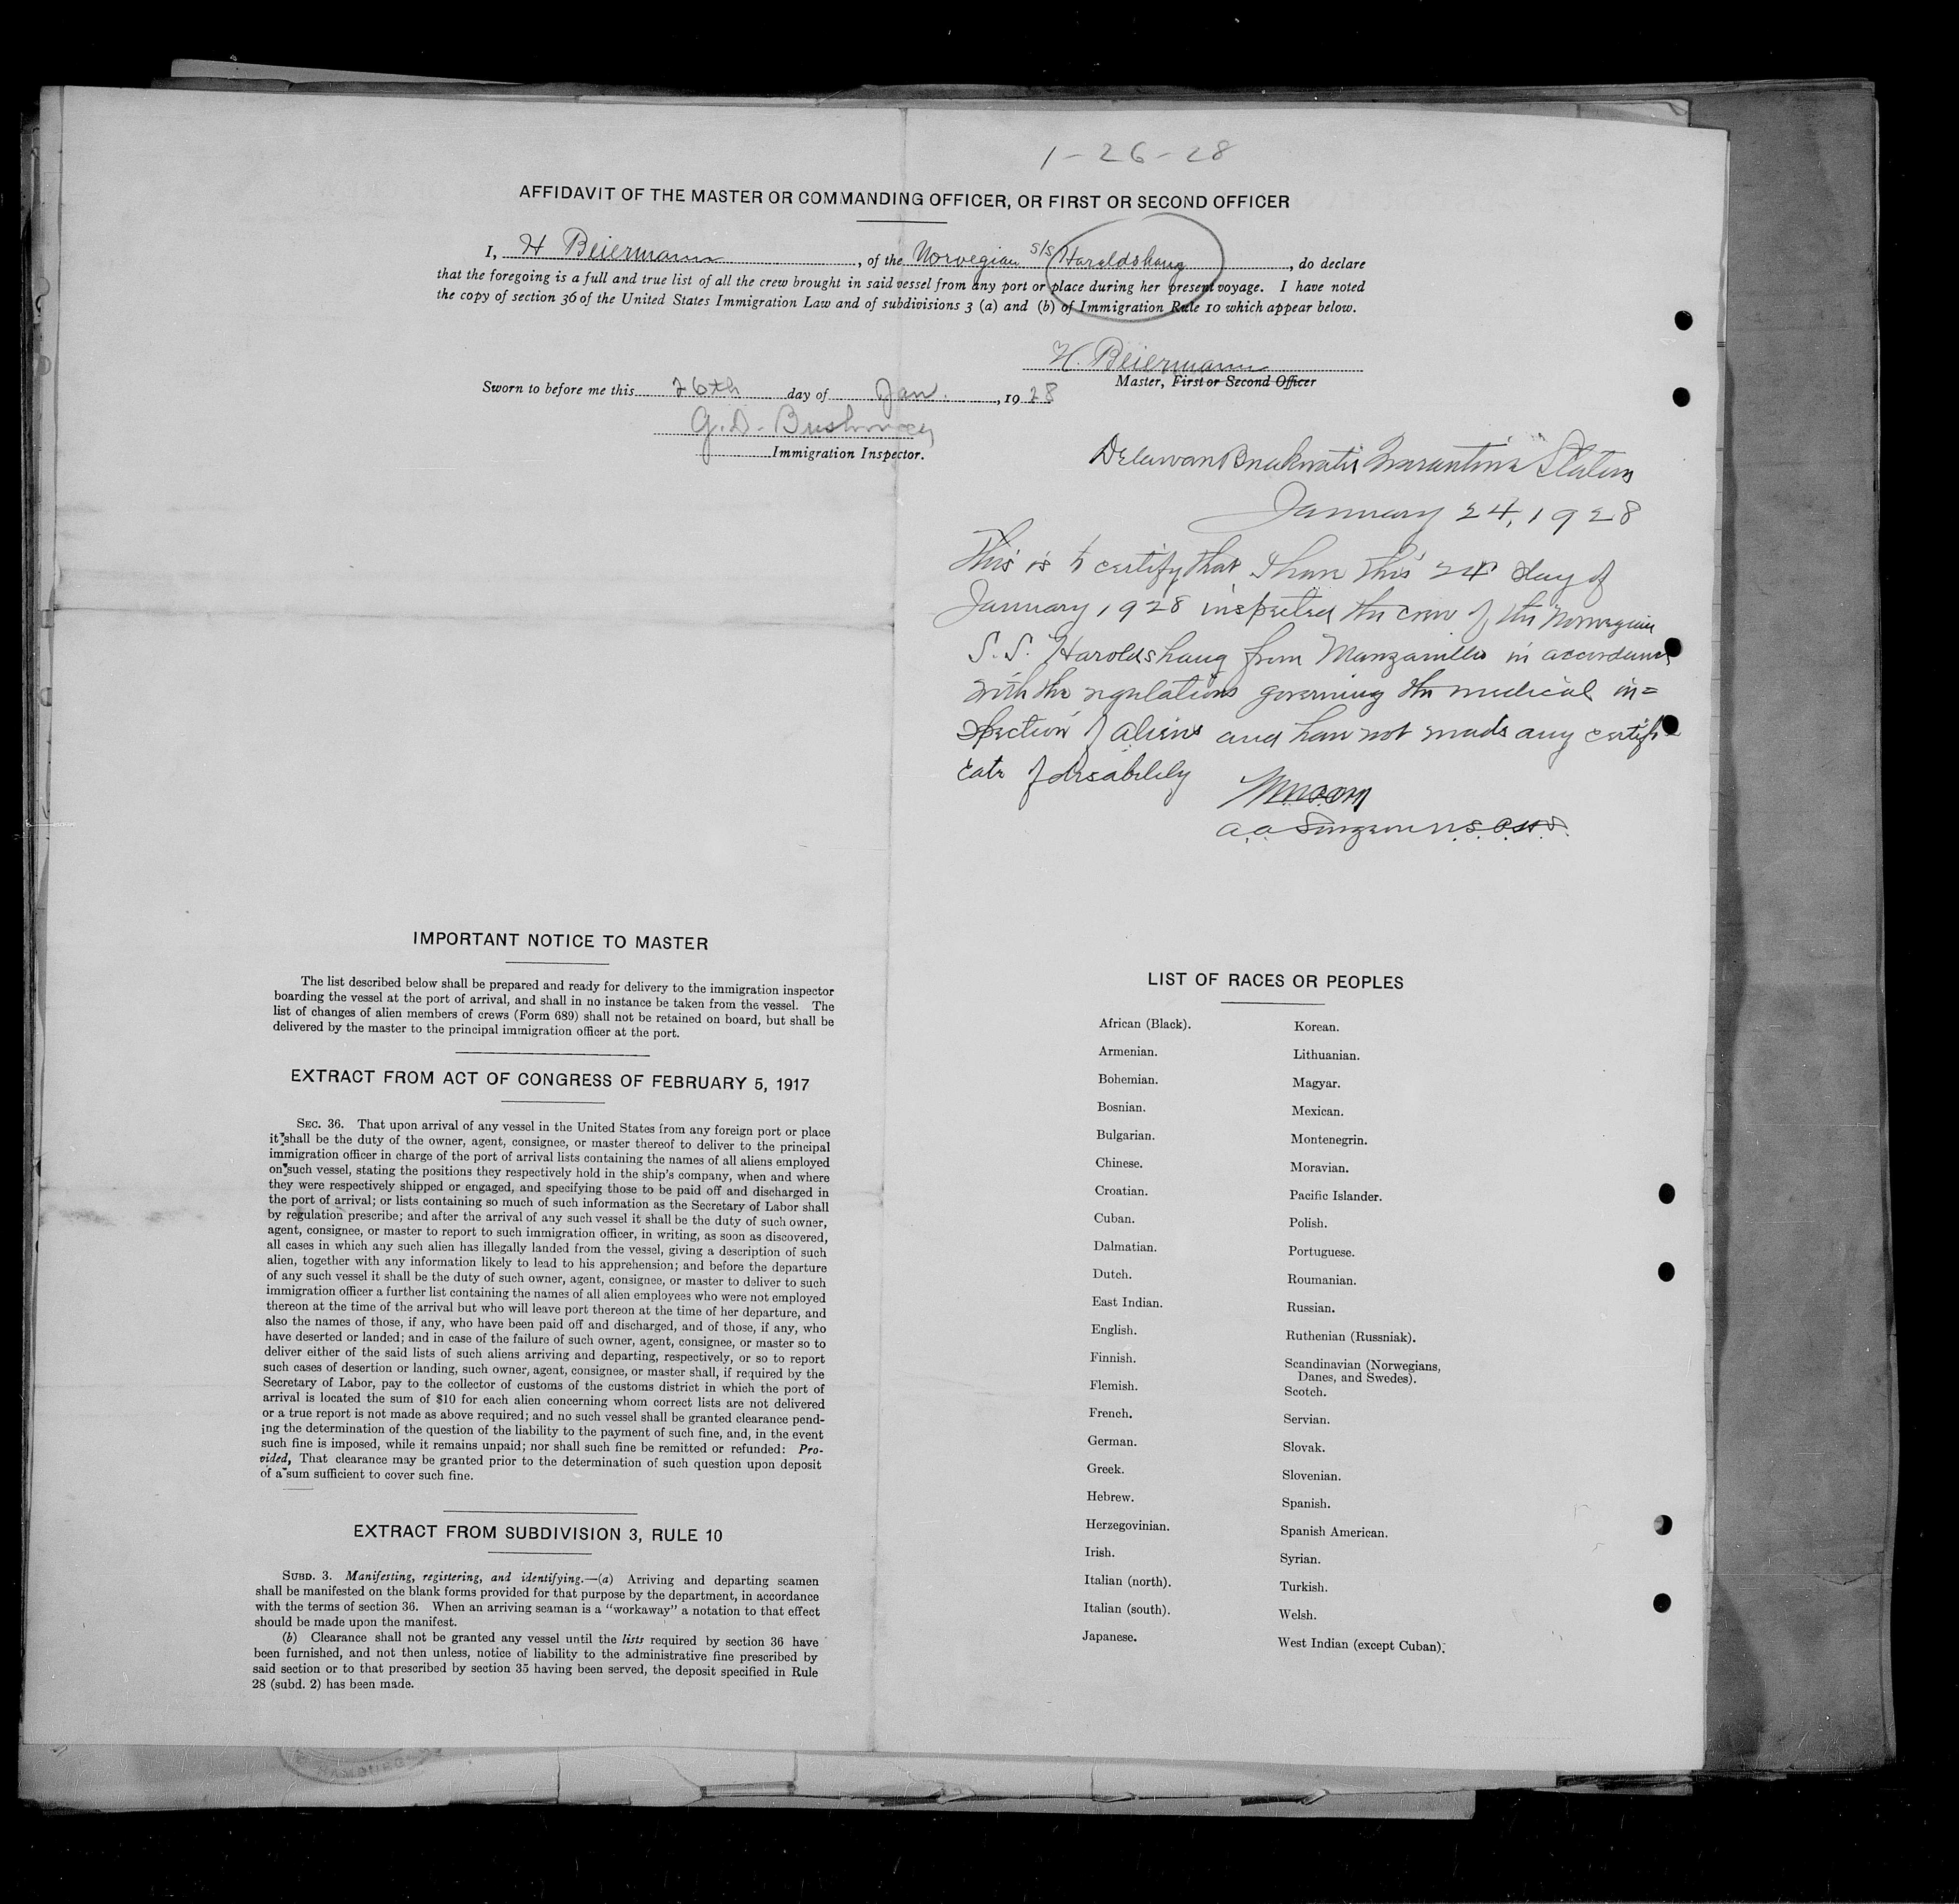 1-26-28
AFFIDAVIT OF THE MASTER OR COMMANDING OFFICER, OR FIRST OR SECOND OFFICER
I, H Beiermann, of the Norwegian s/s Haraldshaug, do declare
that the foregoing is a full and true list of all the crew brought in said vessel from any port or place during her present voyage. I have noted
the copy of section 36 of the United States Immigration Law and of subdivisions 3 (a) and (b) of Immigration Rule 10 which appear below.
H. Beiermann
Master, First or Second Officer
Sworn to before me this 26th day of Jan., 1928
G. D.
Immigration Inspector.
Delaware Breakwater Quarantine Station
January 24, 1928
This is to certify that I have this 24 day of
January 1928 inspected the crew of the Norwegian
S.S. Haroldshaug from Manzanillo in accordance
with the regulations governing the medical in=
spection of aliens and have not made any certifi
cate of disability
A.A. Surgeon U.S.P.H.S.
IMPORTANT NOTICE TO MASTER
The list described below shall be prepared and ready for delivery to the immigration inspector
boarding the vessel at the port of arrival, and shall in no instance be taken from the vessel. The
list of changes of alien members of crews (Form 689) shall not be retained on board, but shall be
delivered by the master to the principal immigration officer at the port.
EXTRACT FROM ACT OF CONGRESS OF FEBRUARY 5, 1917
SEC. 36. That upon arrival of any vessel in the United States from any foreign port or place
it shall be the duty of the owner, agent, consignee, or master thereof to deliver to the principal
immigration officer in charge of the port of arrival lists containing the names of all aliens employed
on such vessel, stating the positions they respectively hold in the ship's company, when and where
they were respectively shipped or engaged, and specifying those to be paid off and discharged in
the port of arrival; or lists containing so much of such information as the Secretary of Labor shall
by regulation prescribe; and after the arrival of any such vessel it shall be the duty of such owner,
agent, consignee, or master to report to such immigration officer, in writing, as soon as discovered,
all cases in which any such alien has illegally landed from the vessel, giving a description of such
alien, together with any information likely to lead to his apprehension; and before the departure
of any such vessel it shall be the duty of such owner, agent, consignee, or master to deliver to such
immigration officer a further list containing the names of all alien employees who were not employed
thereon at the time of the arrival but who will leave port thereon at the time of her departure, and
also the names of those, if any, who have been paid off and discharged, and of those, if any, who
have deserted or landed; and in case of the failure of such owner, agent, consignee, or master so to
deliver either of the said lists of such aliens arriving and departing, respectively, or so to report
such cases of desertion or landing, such owner, agent, consignee, or master shall, if required by the
Secretary of Labor, pay to the collector of customs of the customs district in which the port of
arrival is located the sum of $10 for each alien concerning whom correct lists are not delivered
or a true report is not made as above required; and no such vessel shall be granted clearance pend-
ing the determination of the question of the liability to the payment of such fine, and, in the event
such fine is imposed, while it remains unpaid; nor shall such fine be remitted or refunded: Pro-
vided, That clearance may be granted prior to the determination of such question upon deposit
of a sum sufficient to cover such fine.
EXTRACT FROM SUBDIVISION 3, RULE 10
SUBD. 3. Manifesting, registering, and identifying.—(a) Arriving and departing seamen
shall be manifested on the blank forms provided for that purpose by the department, in accordance
with the terms of section 36. When an arriving seaman is a "workaway" a notation to that effect
should be made upon the manifest.
(b) Clearance shall not be granted any vessel until the lists required by section 36 have
been furnished, and not then unless, notice of liability to the administrative fine prescribed by
said section or to that prescribed by section 35 having been served, the deposit specified in Rule
28 (subd. 2) has been made.
LIST OF RACES OR PEOPLES
African (Black).
Armenian.
Bohemian.
Bosnian.
Bulgarian.
Chinese.
Croatian.
Cuban.
Dalmatian.
Dutch.
East Indian.
English.
Finnish.
Flemish.
French.
German.
Greek.
Hebrew.
Herzegovinian.
Irish.
Italian (north).
Italian (south).
Japanese.
Korean.
Lithuanian.
Magyar.
Mexican.
Montenegrin.
Moravian.
Pacific Islander.
Polish.
Portuguese.
Roumanian.
Russian.
Ruthenian (Russniak).
Scandinavian (Norwegians,
Danes, and Swedes).
Scotch.
Servian.
Slovak.
Slovenian.
Spanish.
Spanish American.
Syrian.
Turkish.
Welsh.
West Indian (except Cuban).
HAMBURG